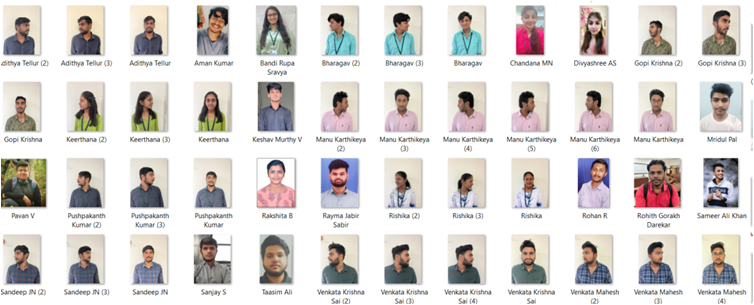 Adithya Tellur (2)
Adithya Tellur (3)
Adithya Tellur
Aman Kumar
Bandi Rupa
Sravya
Bhargav (2)
Bhargav (3)
Bhargav
Chandana MN
Divyashree AS
Gopi Krishna (2)
Gopi Krishna (3)
Gopi Krishna
Keerthana (2)
Keerthana (3)
Keerthana
Keshav Murthy V
Manu Karthikeya
(2)
Manu Karthikeya
(3)
Manu Karthikeya
(4)
Manu Karthikeya
(5)
Manu Karthikeya
(6)
Manu Karthikeya
Mridul Pal
Pavan V
Pushpakanth
Kumar (2)
Pushpakanth
Kumar (3)
Pushpakanth
Kumar
Rakshita B
Rayma Jabir
Sabir
Rishika (2)
Rishika (3)
Rishika
Rohan R
Rohith Gorakh
Darekar
Sameer Ali Khan
Sandeep JN (2)
Sandeep JN (3)
Sandeep JN
Sanjay S
Taasim Ali
Venkata Krishna
Sai (2)
Venkata Krishna
Sai (3)
Venkata Krishna
Sai (4)
Venkata Krishna
Sai
Venkata Mahesh
(2)
Venkata Mahesh
(3)
Venkata Mahesh
(4)